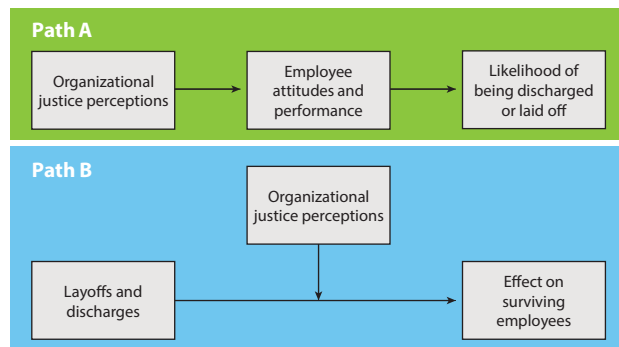 Path A
Organizational
justice perceptions
Employee
attitudes and
performance
Likelihood of
being discharged
or laid off
Path B
Organizational
justice perceptions
Layoffs and
discharges
Effect on
surviving
employees